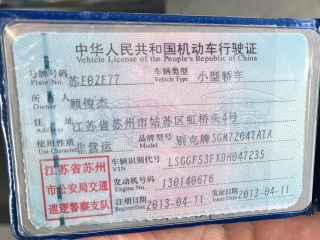 中华人民共和国机动车行驶证
Vehicle License of the People's Republic of China
号牌号码 Plate No. 苏E0ZE77 车辆类型 Vehicle Type 小型轿车
所有人 Owner 顾俊杰
住址 Address 江苏省苏州市姑苏区虹桥头4号
使用性质 Use Character 非营运 品牌型号 Model 别克牌SGM7204TATA
江苏省苏州
市公安局交通
巡逻警察支队
车辆识别代号 VIN LSGGF53FXDH047235
发动机号码 Engine No. 130140676
注册日期 Register Date 2013-04-11 发证日期 Issue Date 2013-04-11